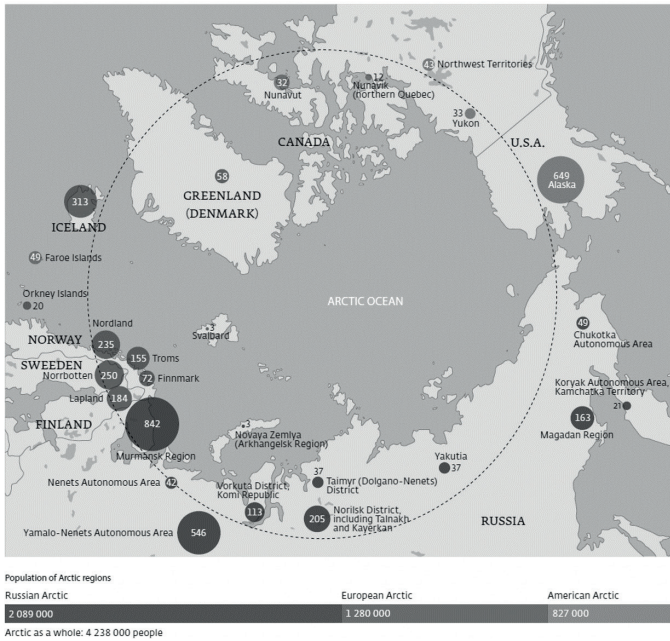 43 Northwest Territories
32
Nunavut
12
Nunavik
(northern Quebec)
33
Yukon
CANADA
U.S.A.
649
Alaska
58
GREENLAND
(DENMARK)
313
ICELAND
49 Faroe Islands
Orkney Islands
20
ARCTIC OCEAN
Nordland
NORWAY
235
3
Svalbard
155 Troms
SWEDEN
Norrbotten
250
72 Finnmark
Lapland
184
FINLAND
842
Murmansk Region
49
Chukotka
Autonomous Area
Koryak Autonomous Area,
Kamchatka Territory
21
163
Magadan Region
3
Novaya Zemlya
(Arkhangelsk Region)
Yakutia
37
Nenets Autonomous Area 42
Vorkuta District,
Komi Republic
113
37
Taimyr (Dolgano-Nenets)
District
205
Norilsk District,
including Talnakh
and Kayerkan
RUSSIA
Yamalo-Nenets Autonomous Area 546
Population of Arctic regions
Russian Arctic European Arctic American Arctic
2 089 000 1 280 000 827 000
Arctic as a whole: 4 238 000 people